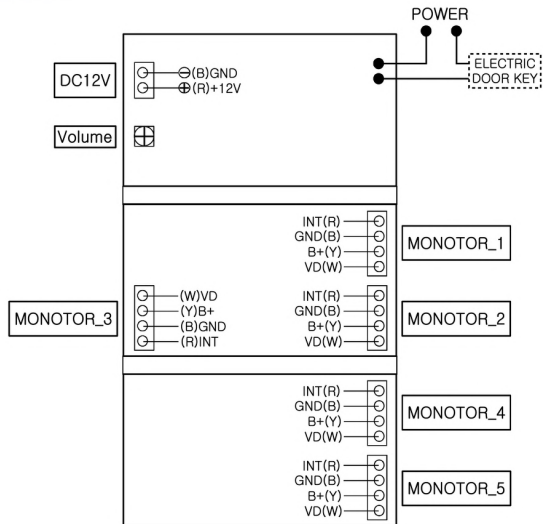 POWER
ELECTRIC
DOOR KEY
DC12V
⊖(B)GND
⊕(R)+12V
Volume
INT(R)
GND(B)
B+(Y)
VD(W)
MONOTOR_1
MONOTOR_3
(W)VD
(Y)B+
(B)GND
(R)INT
INT(R)
GND(B)
B+(Y)
VD(W)
MONOTOR_2
INT(R)
GND(B)
B+(Y)
VD(W)
MONOTOR_4
INT(R)
GND(B)
B+(Y)
VD(W)
MONOTOR_5